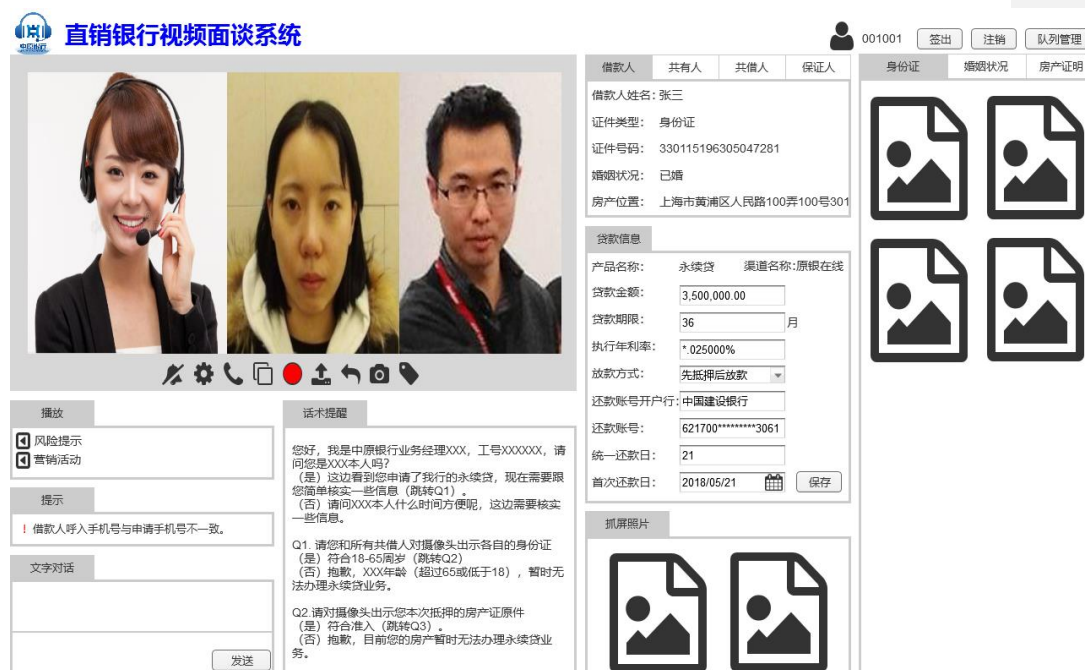 直销银行视频面谈系统
001001 签出 注销 队列管理
借款人 共有人 共借人 保证人
借款人姓名:张三
证件类型: 身份证
证件号码: 330115196305047281
婚姻状况: 已婚
房产位置: 上海市黄浦区人民路100弄100号301
身份证 婚姻状况 房产证明
贷款信息
产品名称: 永续贷 渠道名称:原银在线
贷款金额: 3,500,000.00
贷款期限: 36 月
执行年利率: *.025000%
放款方式: 先抵押后放款
还款账号开户行: 中国建设银行
还款账号: 621700*********3061
统一还款日: 21
首次还款日: 2018/05/21 保存
抓屏照片
播放
风险提示
营销活动
提示
! 借款人呼入手机号与申请手机号不一致。
文字对话
发送
话术提醒
您好，我是中原银行业务经理XXX，工号XXXXXX，请
问您是XXX本人吗?
（是）这边看到您申请了我行的永续贷，现在需要跟
您简单核实一些信息（跳转Q1）。
（否）请问XXX本人什么时间方便呢，这边需要核实
一些信息。
Q1. 请您和所有共借人对摄像头出示各自的身份证
（是）符合18-65周岁（跳转Q2）
（否）抱歉，XXX年龄（超过65或低于18），暂时无
法办理永续贷业务。
Q2.请对摄像头出示您本次抵押的房产证原件
（是）符合准入（跳转Q3）。
（否）抱歉，目前您的房产暂时无法办理永续贷业
务。